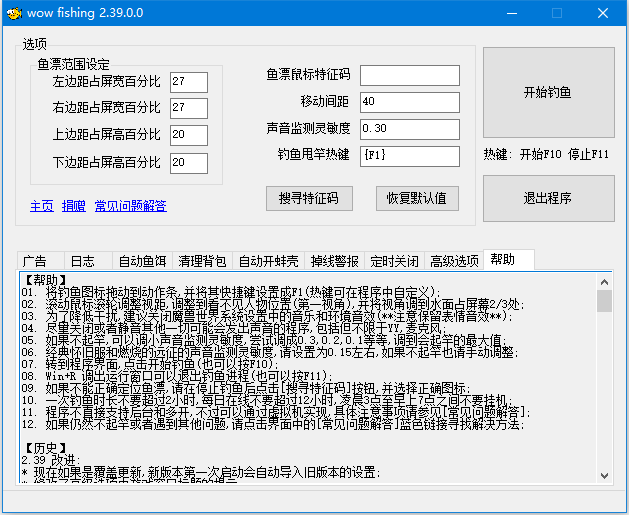 wow fishing 2.39.0.0
选项
鱼漂范围设定
左边距占屏宽百分比 27
右边距占屏宽百分比 27
上边距占屏高百分比 20
下边距占屏高百分比 20
主页 捐赠 常见问题解答
鱼漂鼠标特征码
移动间距 40
声音监测灵敏度 0.30
钓鱼甩竿热键 {F1}
搜寻特征码 恢复默认值
开始钓鱼
热键: 开始F10 停止F11
退出程序
广告 日志 自动鱼饵 清理背包 自动开蚌壳 掉线警报 定时关闭 高级选项 帮助
【帮助】
01. 将钓鱼图标拖动到动作条,并将其快捷键设置成F1(热键可在程序中自定义);
02. 滚动鼠标滚轮调整视距,调整到看不见人物位置(第一视角),并将视角调到水面占屏幕2/3处;
03. 为了降低干扰,建议关闭魔兽世界系统设置中的音乐和环境音效(**注意保留表情音效**);
04. 尽量关闭或者静音其他一切可能会发出声音的程序,包括但不限于YY,麦克风;
05. 如果不起竿,可以调小声音监测灵敏度,尝试调成0.3,0.2,0.1等等,调到会起竿的最大值;
06. 经典怀旧服和燃烧的远征的声音监测灵敏度,请设置为0.15左右,如果不起竿也请手动调整;
07. 转到程序界面,点击开始钓鱼(也可以按F10);
08. Win+R 调出运行窗口可以退出钓鱼进程(也可以按F11);
09. 如果不能正确定位鱼漂,请在停止钓鱼后点击[搜寻特征码]按钮,并选择正确图标;
10. 一次钓鱼时长不要超过2小时,每日在线不要超过12小时,凌晨3点至早上7点之间不要挂机;
11. 程序不直接支持后台和多开,不过可以通过虚拟机实现,具体注意事项请参见[常见问题解答];
12. 如果仍然不起竿或者遇到其他问题,请点击界面中的[常见问题解答]蓝色链接寻找解决方法;
【历史】
2.39 改进:
* 现在如果是覆盖更新,新版本第一次启动会自动导入旧版本的设置;